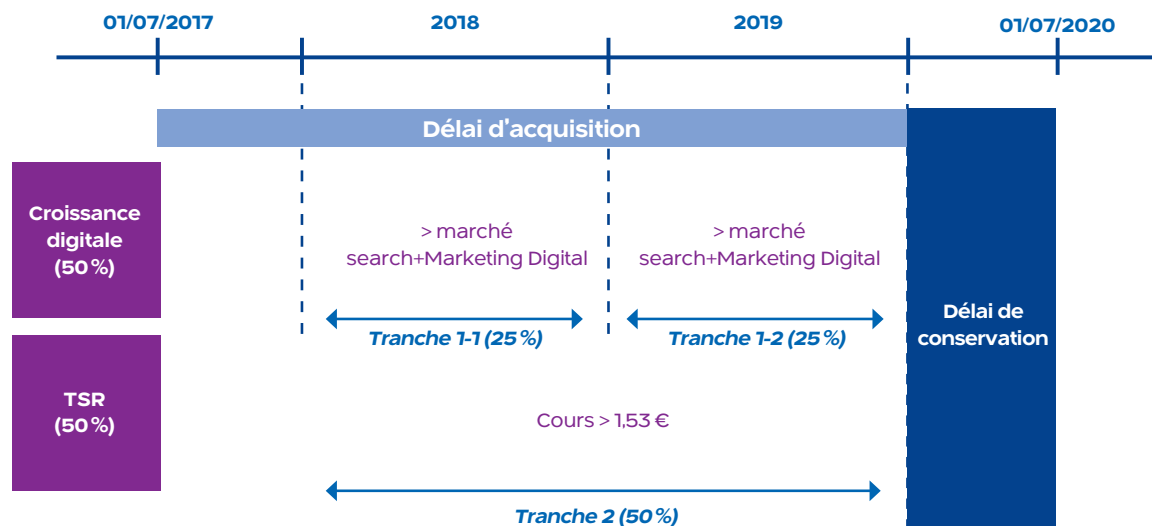 01/07/2017
2018
2019
01/07/2020
Délai d'acquisition
Croissance
digitale
(50 %)
> marché
search+Marketing Digital
> marché
search+Marketing Digital
Tranche 1-1 (25 %)
Tranche 1-2 (25 %)
Délai de
conservation
TSR
(50 %)
Cours > 1,53 €
Tranche 2 (50 %)